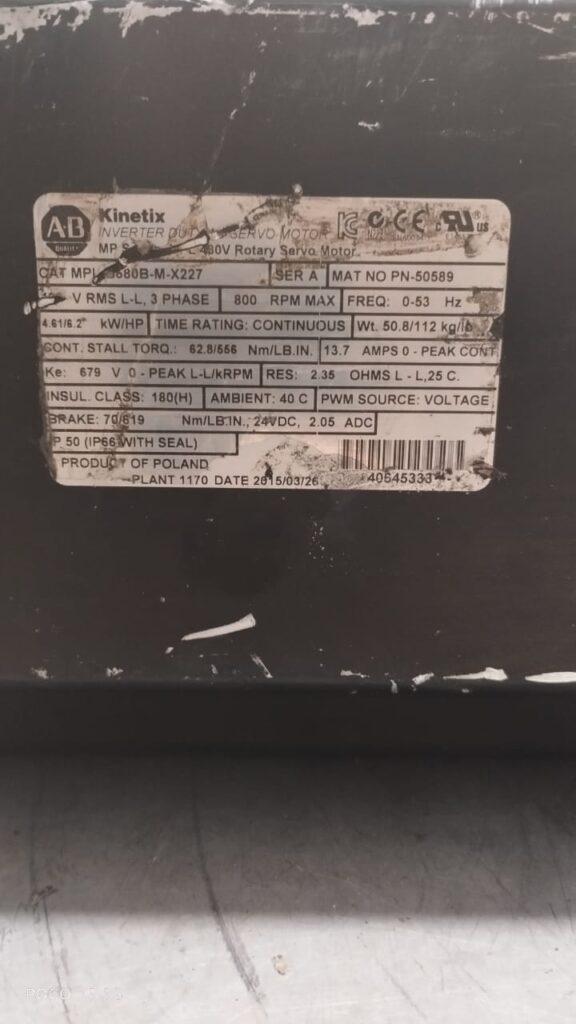 AB
QUALITY
Kinetix
INVERTER SERVO MOTOR
MP 480V Rotary Servo Motor
C UL US
CAT 680B-M-X227 SER A MAT NO PN-50589
V RMS L-L, 3 PHASE 800 RPM MAX FREQ: 0-53 Hz
4.61/6.2 kW/HP TIME RATING: CONTINUOUS Wt. 50.8/112 kg/lb
CONT. STALL TORQ.: 62.8/556 Nm/LB.IN. 13.7 AMPS 0 - PEAK CONT
Ke: 679 V 0 - PEAK L-L/kRPM RES: 2.35 OHMS L - L,25 C.
INSUL. CLASS: 180(H) AMBIENT: 40 C PWM SOURCE: VOLTAGE
BRAKE: 70/619 Nm/LB.IN., 24VDC, 2.05 ADC
IP 50 (IP66 WITH SEAL)
PRODUCT OF POLAND
PLANT 1170 DATE 2015/03/26 40645333